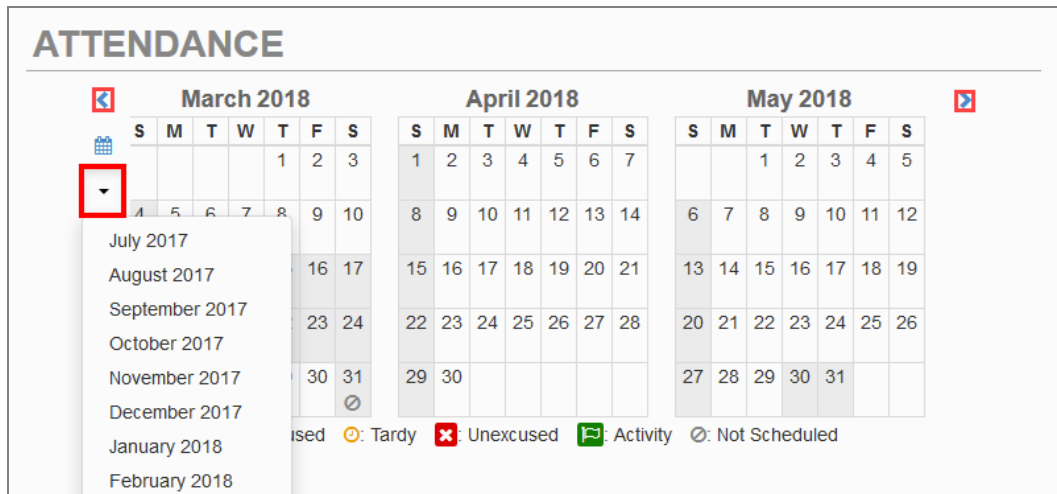 ATTENDANCE
March 2018 April 2018 May 2018
S M T W T F S S M T W T F S S M T W T F S
1 2 3 1 2 3 4 5 6 7 1 2 3 4 5
4 5 6 7 8 9 10 8 9 10 11 12 13 14 6 7 8 9 10 11 12
July 2017
16 17 15 16 17 18 19 20 21 13 14 15 16 17 18 19
August 2017
September 2017
23 24 22 23 24 25 26 27 28 20 21 22 23 24 25 26
October 2017
November 2017
30 31 29 30 27 28 29 30 31
December 2017
: Tardy : Unexcused : Activity : Not Scheduled
January 2018
February 2018